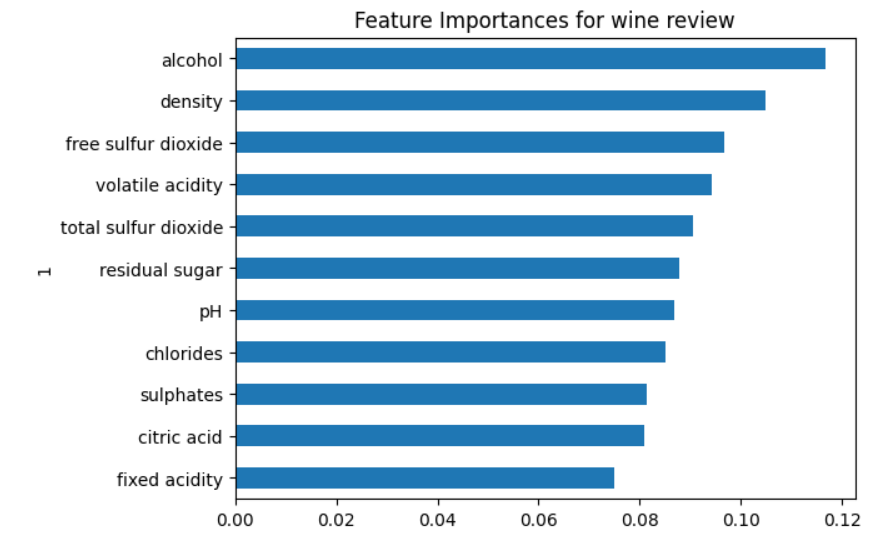 Feature Importances for wine review
alcohol
density
free sulfur dioxide
volatile acidity
total sulfur dioxide
1
residual sugar
pH
chlorides
sulphates
citric acid
fixed acidity
0.00 0.02 0.04 0.06 0.08 0.10 0.12